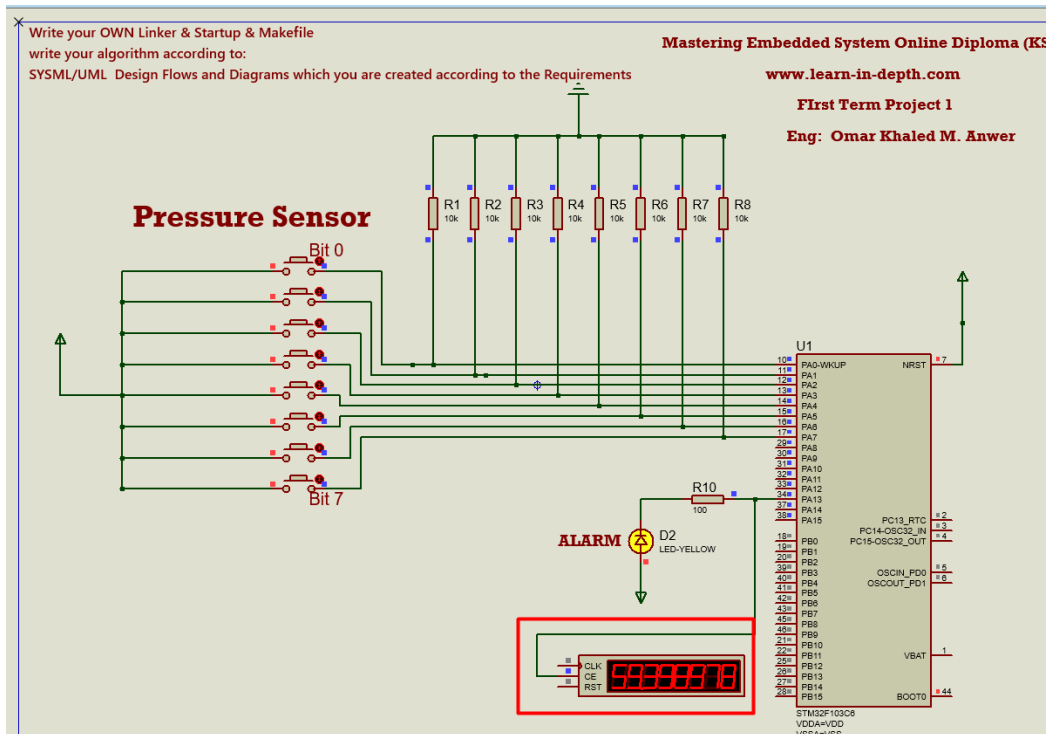 Write your OWN Linker & Startup & Makefile
write your algorithm according to:
SYSML/UML Design Flows and Diagrams which you are created according to the Requirements
Mastering Embedded System Online Diploma (KS
www.learn-in-depth.com
FIrst Term Project 1
Eng: Omar Khaled M. Anwer
R1
10k
R2
10k
R3
10k
R4
10k
R5
10k
R6
10k
R7
10k
R8
10k
Pressure Sensor
Bit 0
Bit 7
U1
10 PA0-WKUP
11 PA1
12 PA2
13 PA3
14 PA4
15 PA5
16 PA6
17 PA7
29 PA8
30 PA9
31 PA10
32 PA11
33 PA12
34 PA13
37 PA14
38 PA15
18 PB0
19 PB1
20 PB2
39 PB3
40 PB4
41 PB5
42 PB6
43 PB7
45 PB8
46 PB9
21 PB10
22 PB11
25 PB12
26 PB13
27 PB14
28 PB15
NRST 7
PC13_RTC 2
PC14-OSC32_IN 3
PC15-OSC32_OUT 4
OSCIN_PD0 5
OSCOUT_PD1 6
VBAT 1
BOOT0 44
STM32F103C6
VDDA=VDD
VSSA=VSS
R10
100
ALARM
D2
LED-YELLOW
CLK
CE
RST